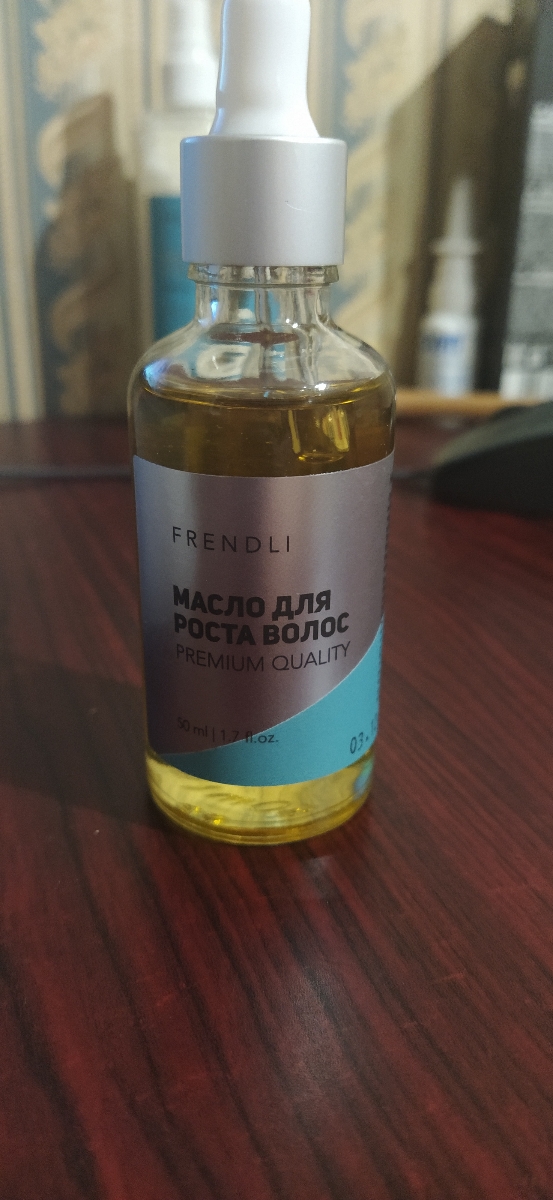 FRENDLI
МАСЛО ДЛЯ
РОСТА ВОЛОС
PREMIUM QUALITY
50 ml | 1.7 fl.oz.